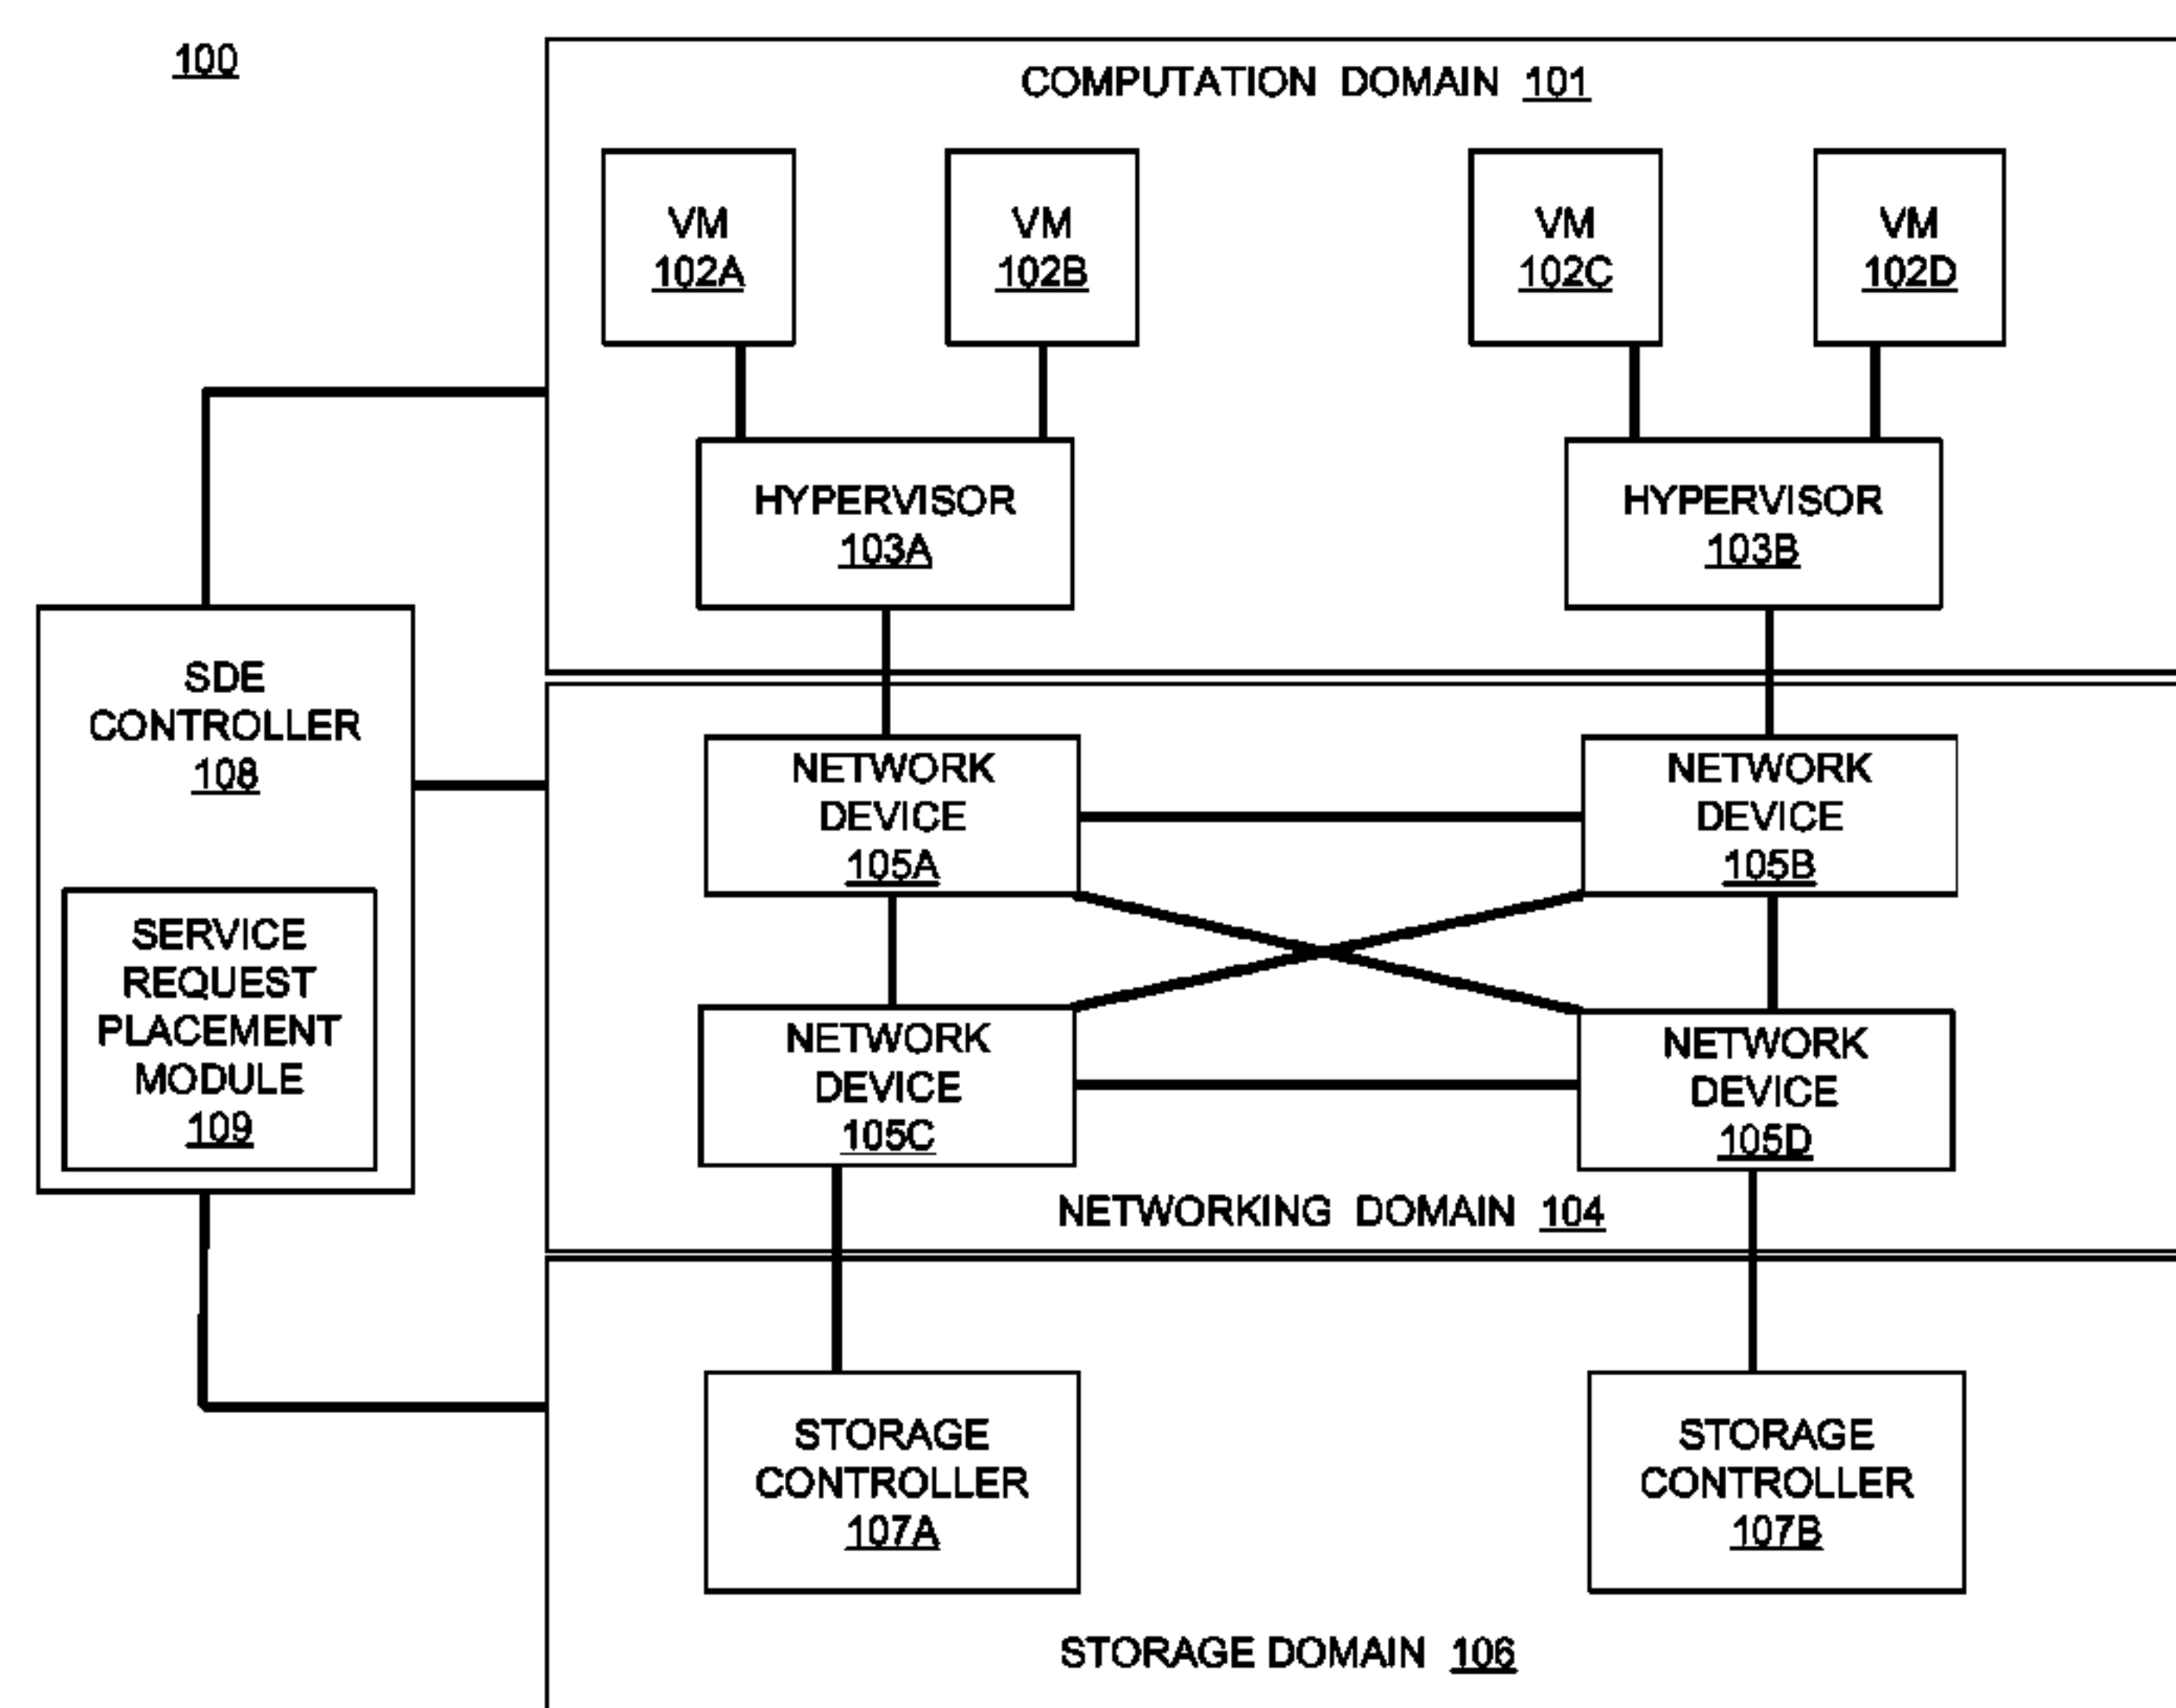 100
COMPUTATION DOMAIN 101
VM
102A
VM
102B
VM
102C
VM
102D
HYPERVISOR
103A
HYPERVISOR
103B
SDE
CONTROLLER
108
SERVICE
REQUEST
PLACEMENT
MODULE
109
NETWORK
DEVICE
105A
NETWORK
DEVICE
105B
NETWORK
DEVICE
105C
NETWORK
DEVICE
105D
NETWORKING DOMAIN 104
STORAGE
CONTROLLER
107A
STORAGE
CONTROLLER
107B
STORAGE DOMAIN 106